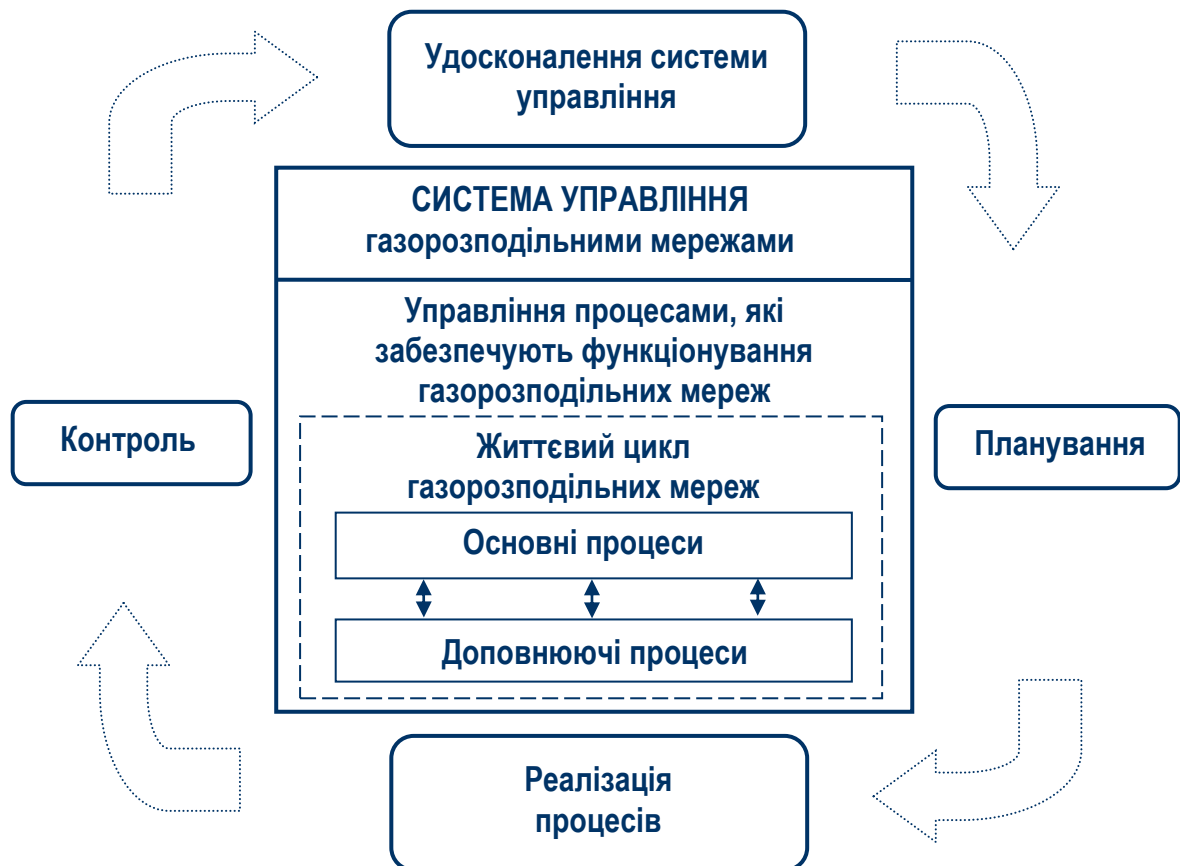 Удосконалення системи
управління
СИСТЕМА УПРАВЛІННЯ
газорозподільними мережами
Управління процесами, які
забезпечують функціонування
газорозподільних мереж
Контроль
Життєвий цикл
газорозподільних мереж
Планування
Основні процеси
Доповнюючі процеси
Реалізація
процесів